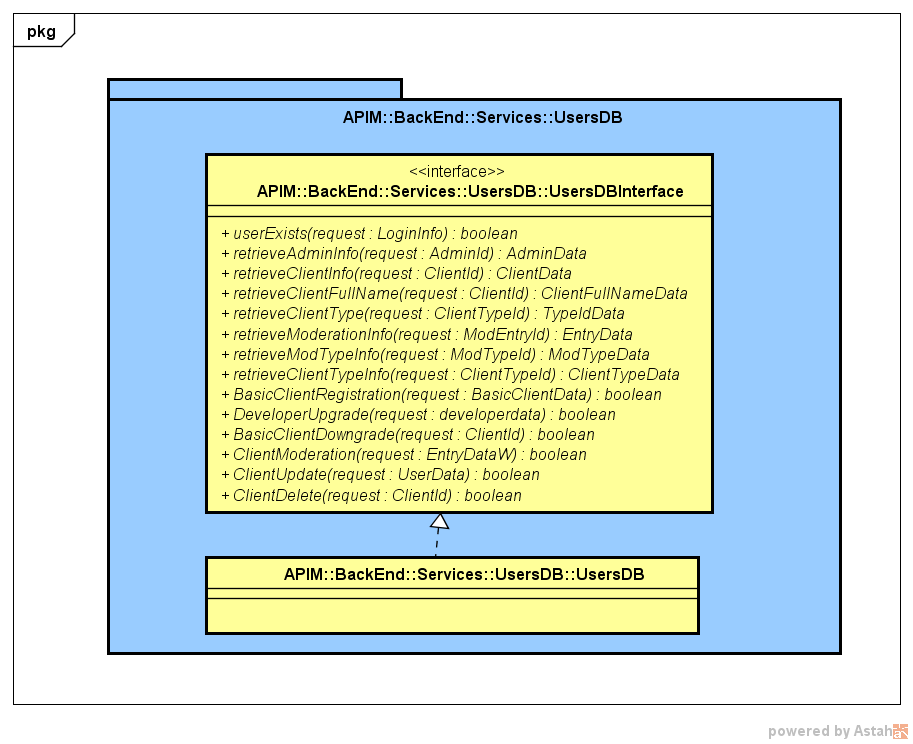 pkg
APIM::BackEnd::Services::UsersDB
<<interface>>
APIM::BackEnd::Services::UsersDB::UsersDBInterface
+ userExists(request : LoginInfo) : boolean
+ retrieveAdminInfo(request : AdminId) : AdminData
+ retrieveClientInfo(request : ClientId) : ClientData
+ retrieveClientFullName(request : ClientId) : ClientFullNameData
+ retrieveClientType(request : ClientTypeId) : TypeIdData
+ retrieveModerationInfo(request : ModEntryId) : EntryData
+ retrieveModTypeInfo(request : ModTypeId) : ModTypeData
+ retrieveClientTypeInfo(request : ClientTypeId) : ClientTypeData
+ BasicClientRegistration(request : BasicClientData) : boolean
+ DeveloperUpgrade(request : developerdata) : boolean
+ BasicClientDowngrade(request : ClientId) : boolean
+ ClientModeration(request : EntryDataW) : boolean
+ ClientUpdate(request : UserData) : boolean
+ ClientDelete(request : ClientId) : boolean
APIM::BackEnd::Services::UsersDB::UsersDB
powered by Astah